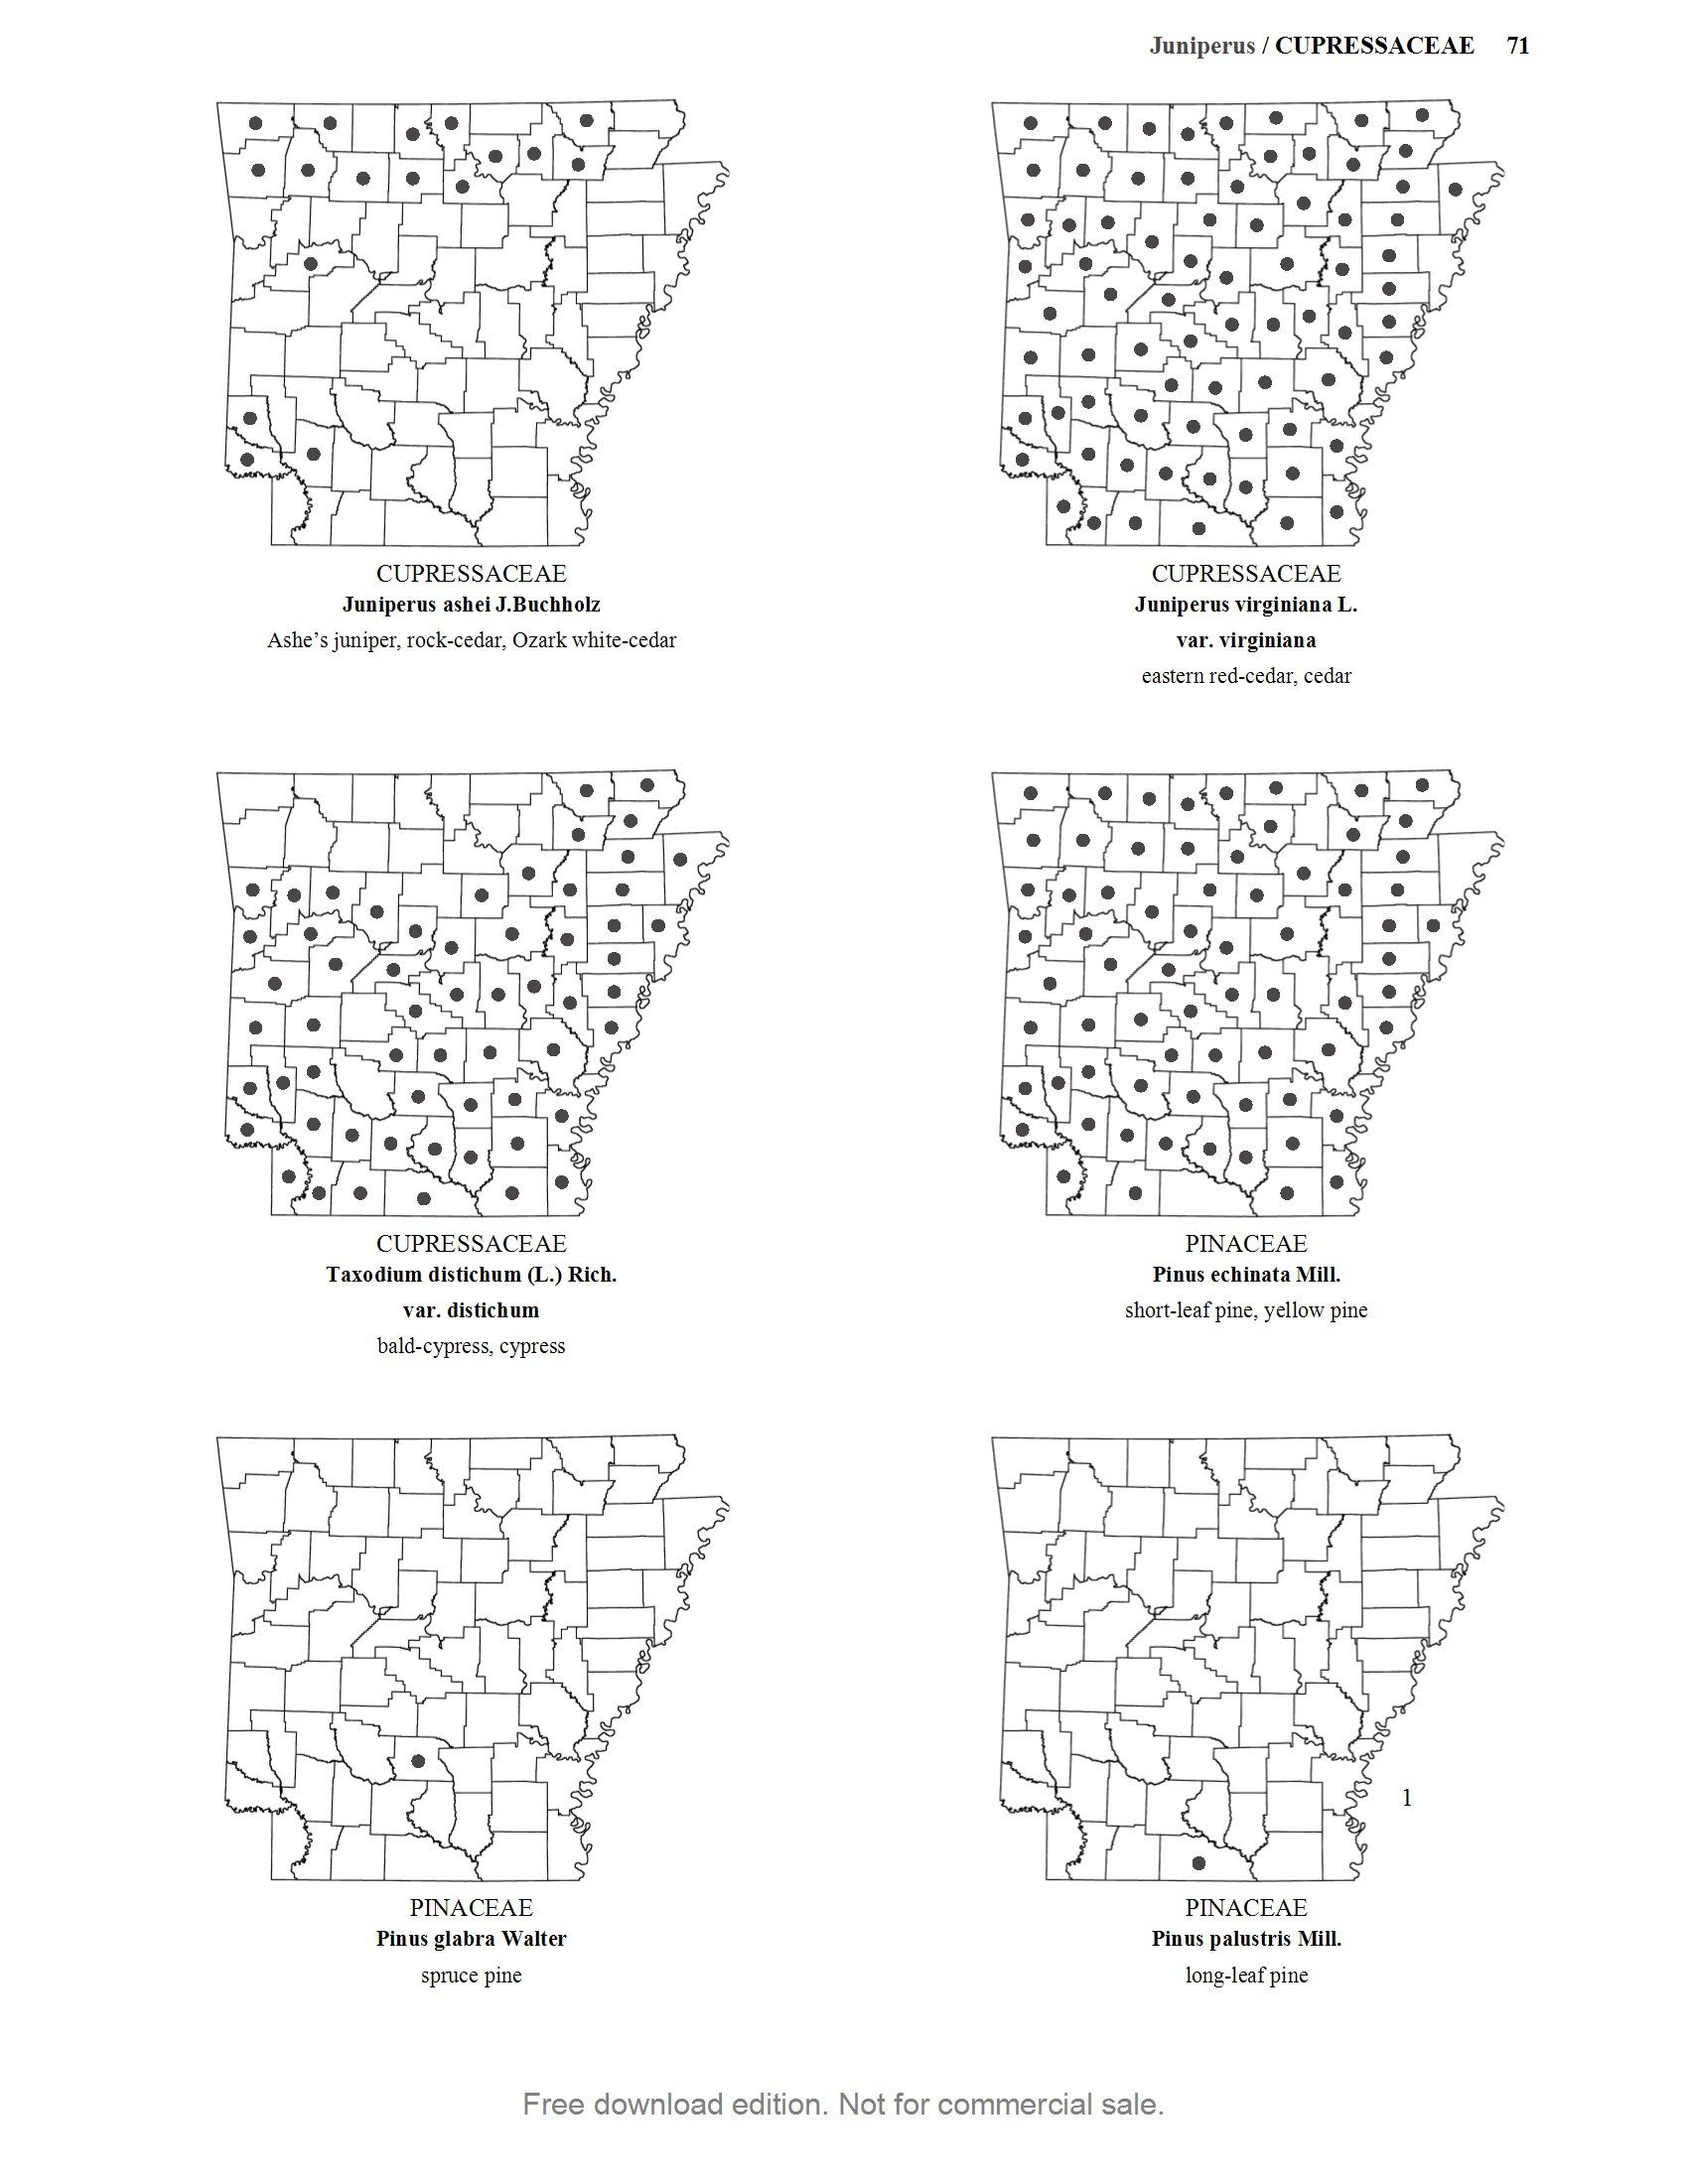 Juniperus / CUPRESSACEAE 71
CUPRESSACEAE
Juniperus ashei J.Buchholz
Ashe’s juniper, rock-cedar, Ozark white-cedar
CUPRESSACEAE
Juniperus virginiana L.
var. virginiana
eastern red-cedar, cedar
CUPRESSACEAE
Taxodium distichum (L.) Rich.
var. distichum
bald-cypress, cypress
PINACEAE
Pinus echinata Mill.
short-leaf pine, yellow pine
PINACEAE
Pinus glabra Walter
spruce pine
1
PINACEAE
Pinus palustris Mill.
long-leaf pine
Free download edition. Not for commercial sale.